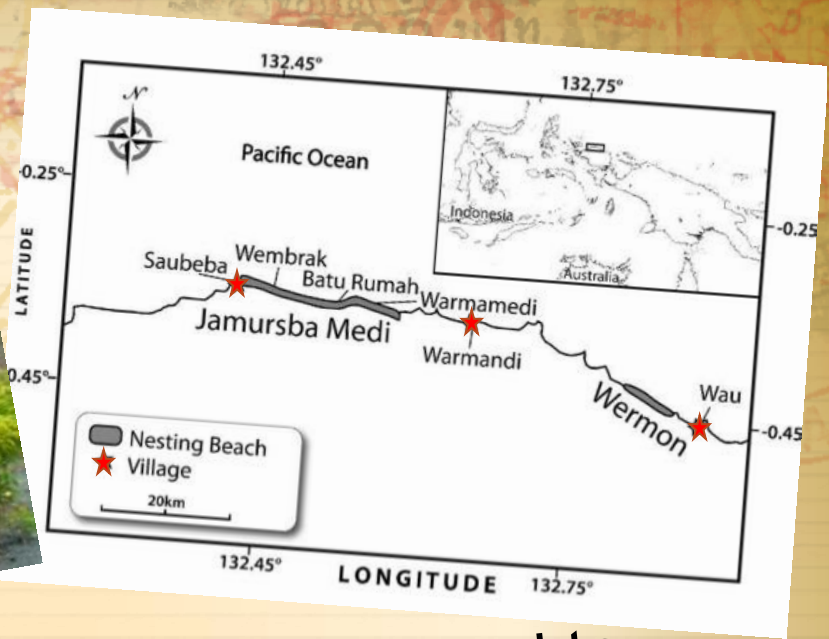 132.45°
132.75°
N
Pacific Ocean
-0.25
LATITUDE
Indonesia
Australia
-0.25
Saubeba
Wembrak
Batu Rumah
Warmamedi
Jamursba Medi
Warmandi
0.45
Wermon
Wau
-0.45
Nesting Beach
Village
20km
132.45°
LONGITUDE
132.75°